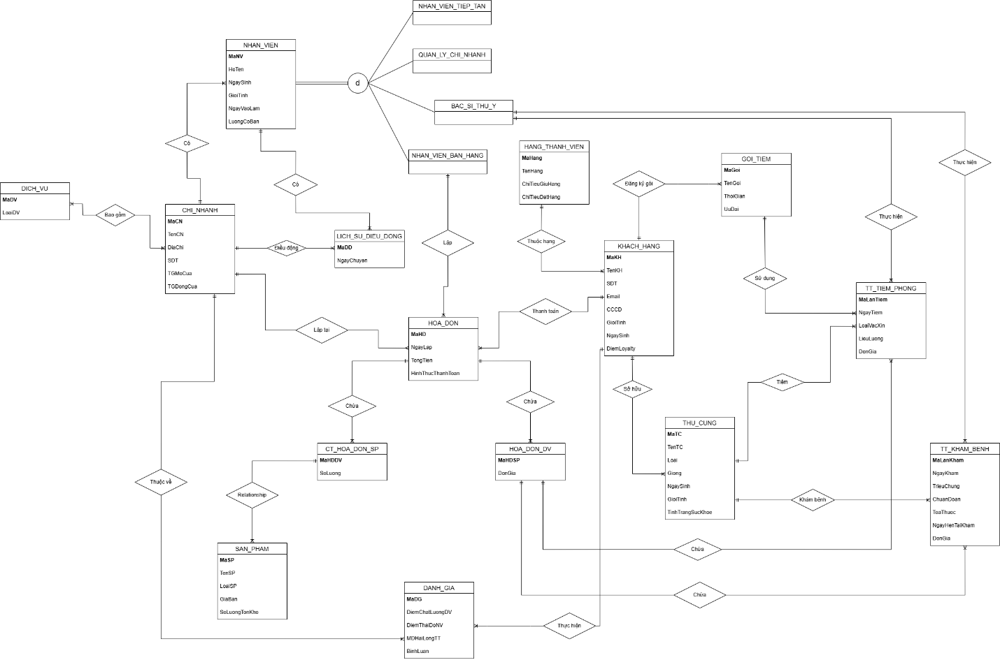 NHAN_VIEN_TIEP_TAN
QUAN_LY_CHI_NHANH
NHAN_VIEN
MaNV
HoTen
NgaySinh
GioiTinh
NgayVaoLam
LuongCoBan
d
BAC_SI_THU_Y
NHAN_VIEN_BAN_HANG
Có
Có
DICH_VU
MaDV
LoaiDV
Bao gồm
CHI_NHANH
MaCN
TenCN
DiaChi
SDT
TGMoCua
TGDongCua
Điều động
LICH_SU_DIEU_DONG
MaDD
NgayChuyen
Lập
HANG_THANH_VIEN
MaHang
TenHang
ChiTieuGiuHang
ChiTieuDatHang
Thuộc hạng
Đăng ký gói
GOI_TIEM
MaGoi
TenGoi
ThoiGian
UuDai
Thực hiện
Thực hiện
Sử dụng
KHACH_HANG
MaKH
TenKH
SDT
Email
CCCD
GioiTinh
NgaySinh
DiemLoyalty
Thanh toán
Lập tại
HOA_DON
MaHD
NgayLap
TongTien
HinhThucThanhToan
TT_TIEM_PHONG
MaLanTiem
NgayTiem
LoaiVacXin
LieuLuong
DonGia
Sở hữu
Tiêm
Chứa
Chứa
CT_HOA_DON_SP
MaHDDV
SoLuong
HOA_DON_DV
MaHDSP
DonGia
THU_CUNG
MaTC
TenTC
Loai
Giong
NgaySinh
GioiTinh
TinhTrangSucKhoe
TT_KHAM_BENH
MaLanKham
NgayKham
TrieuChung
ChuanDoan
ToaThuoc
NgayHenTaiKham
DonGia
Khám bệnh
Thuộc về
Relationship
SAN_PHAM
MaSP
TenSP
LoaiSP
GiaBan
SoLuongTonKho
Chứa
Chứa
DANH_GIA
MaDG
DiemChatLuongDV
DiemThaiDoNV
MDHaiLongTT
BinhLuan
Thực hiện